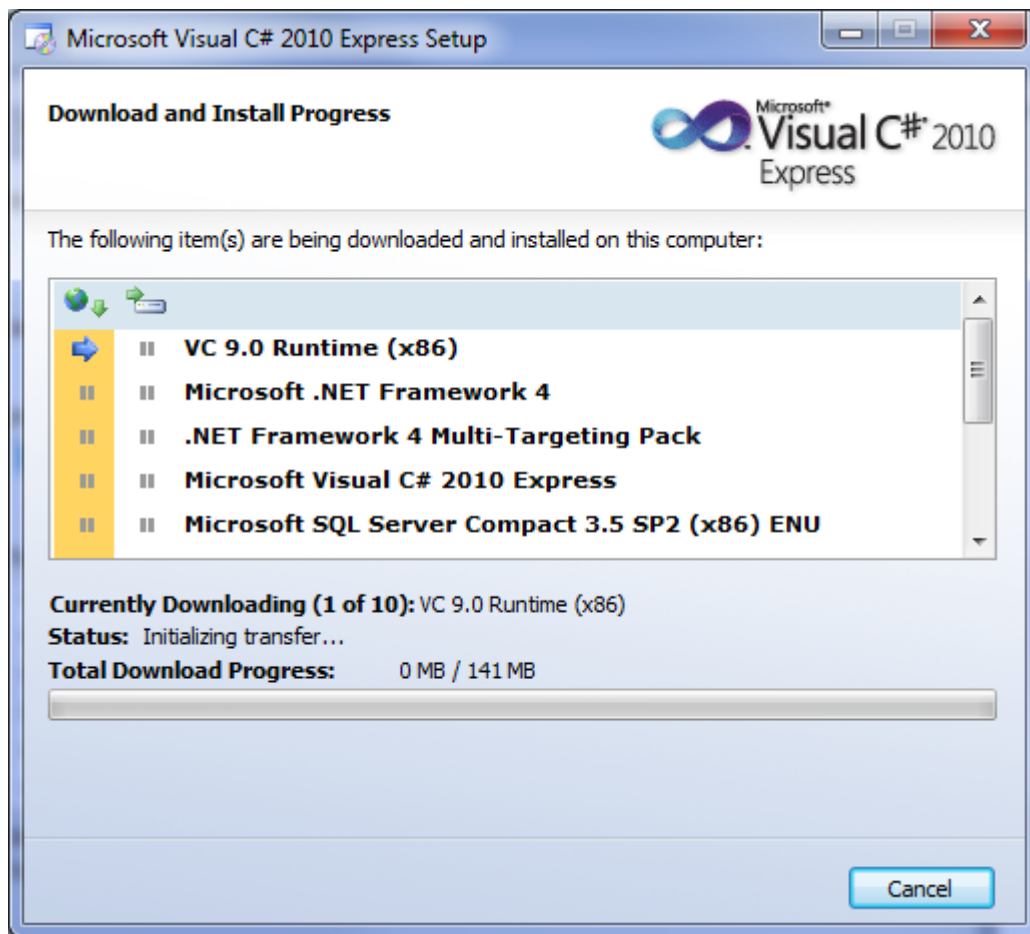 Microsoft Visual C# 2010 Express Setup
Download and Install Progress
Microsoft®
Visual C# 2010
Express
The following item(s) are being downloaded and installed on this computer:
VC 9.0 Runtime (x86)
Microsoft .NET Framework 4
.NET Framework 4 Multi-Targeting Pack
Microsoft Visual C# 2010 Express
Microsoft SQL Server Compact 3.5 SP2 (x86) ENU
Currently Downloading (1 of 10): VC 9.0 Runtime (x86)
Status: Initializing transfer...
Total Download Progress: 0 MB / 141 MB
Cancel